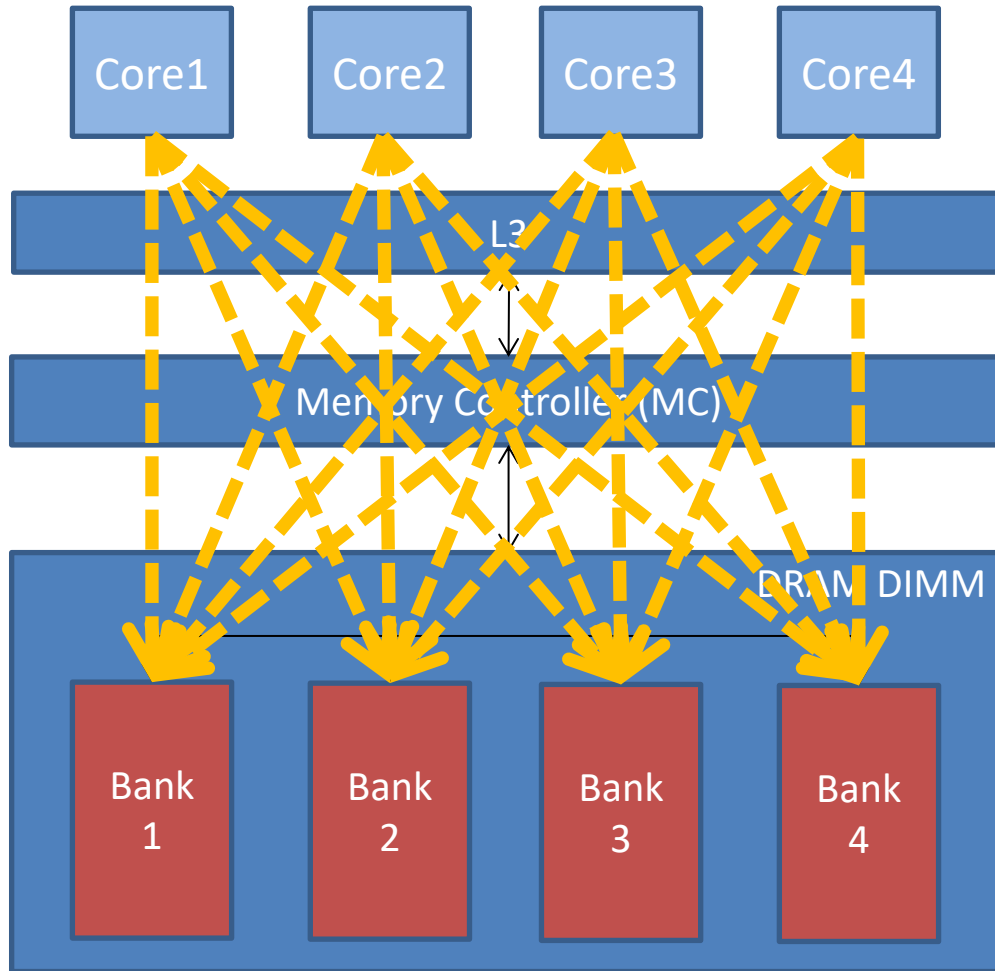 Core1 Core2 Core3 Core4
L3
Memory Controller (MC)
DRAM DIMM
Bank Bank Bank Bank
1 2 3 4